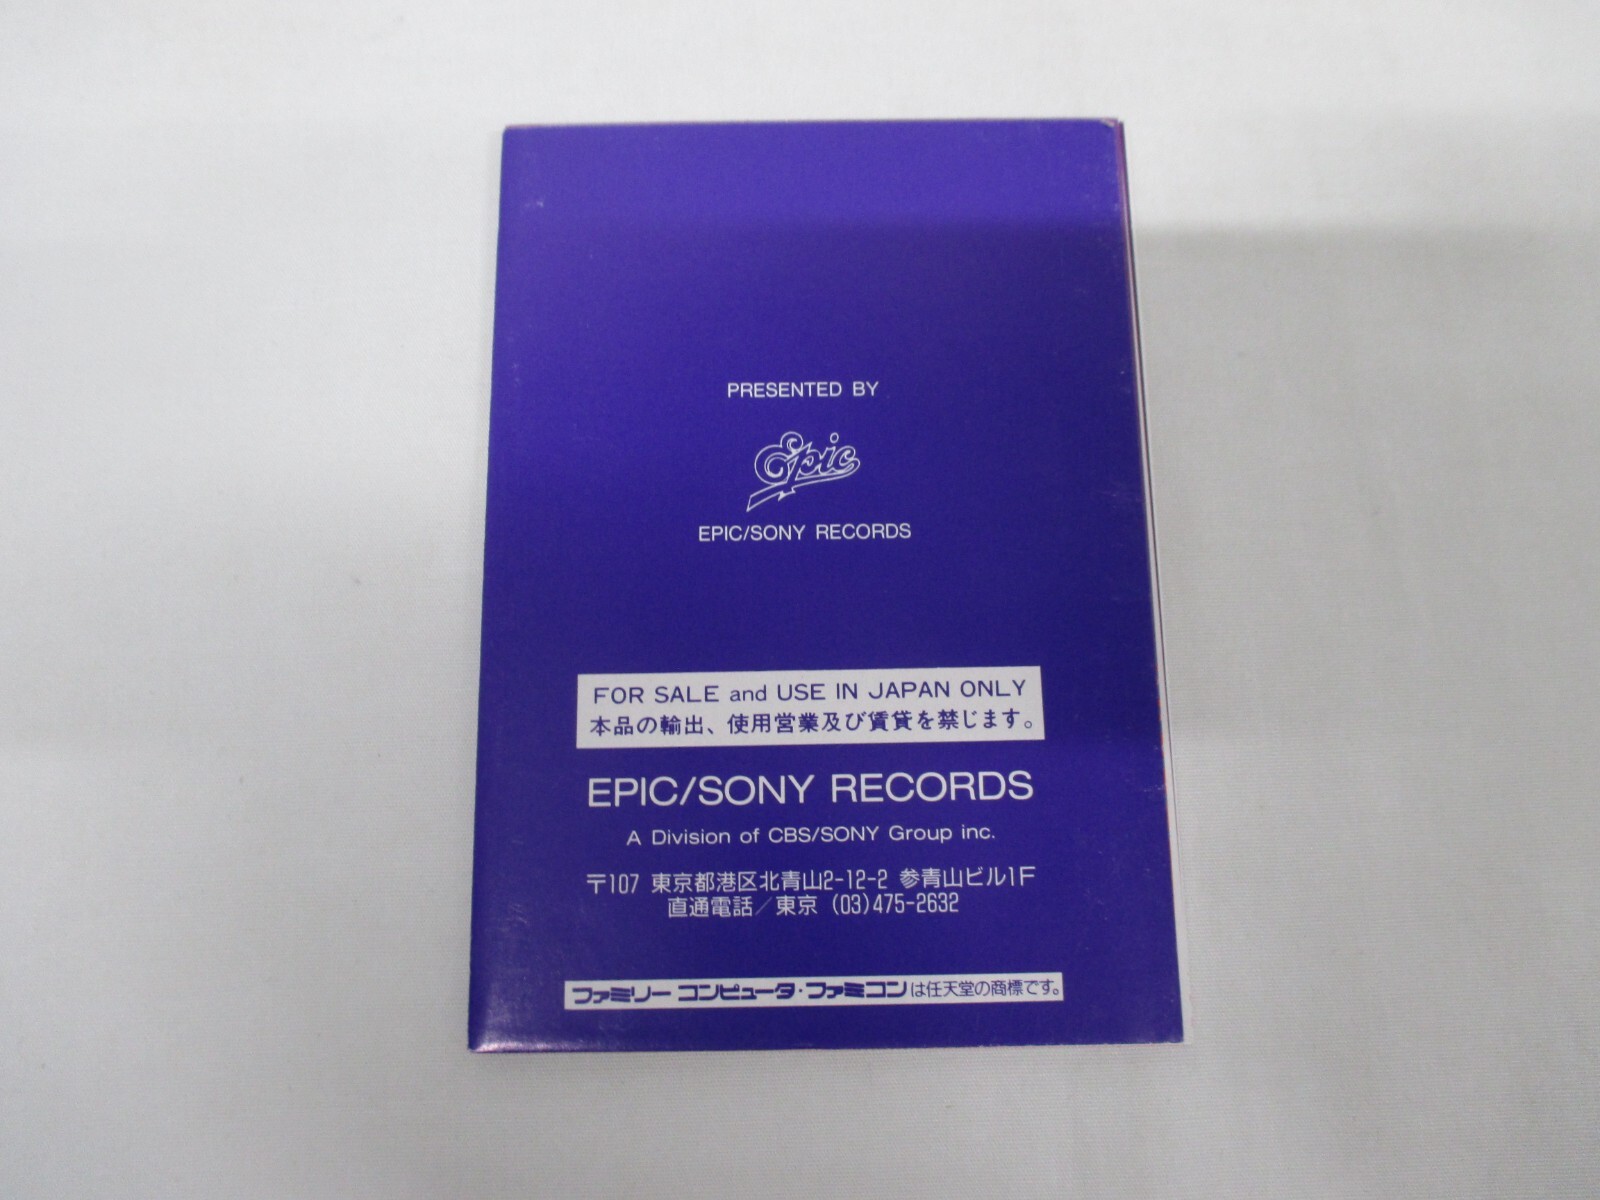 PRESENTED BY
Epic
EPIC/SONY RECORDS
FOR SALE and USE IN JAPAN ONLY
本品の輸出、使用営業及び賃貸を禁じます。
EPIC/SONY RECORDS
A Division of CBS/SONY Group inc.
〒107 東京都港区北青山2-12-2 参青山ビル1F
直通電話／東京 (03)475-2632
ファミリー コンピュータ・ファミコンは任天堂の商標です。